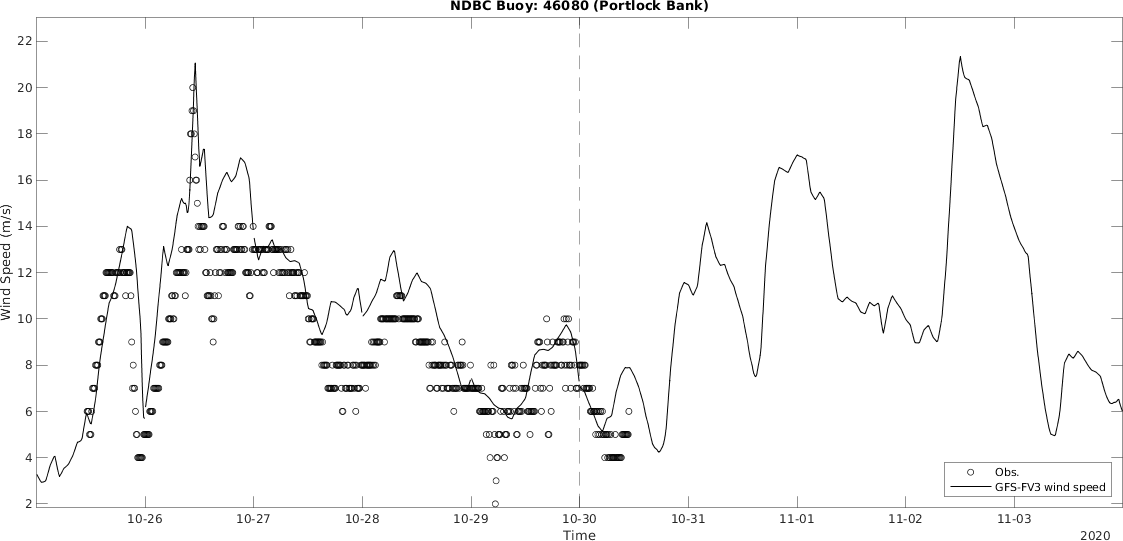 NDBC Buoy: 46080 (Portlock Bank)
22
20
18
16
14
12
10
8
6
4
2
Wind Speed (m/s)
10-26 10-27 10-28 10-29 10-30 10-31 11-01 11-02 11-03
Time
2020
Obs.
GFS-FV3 wind speed